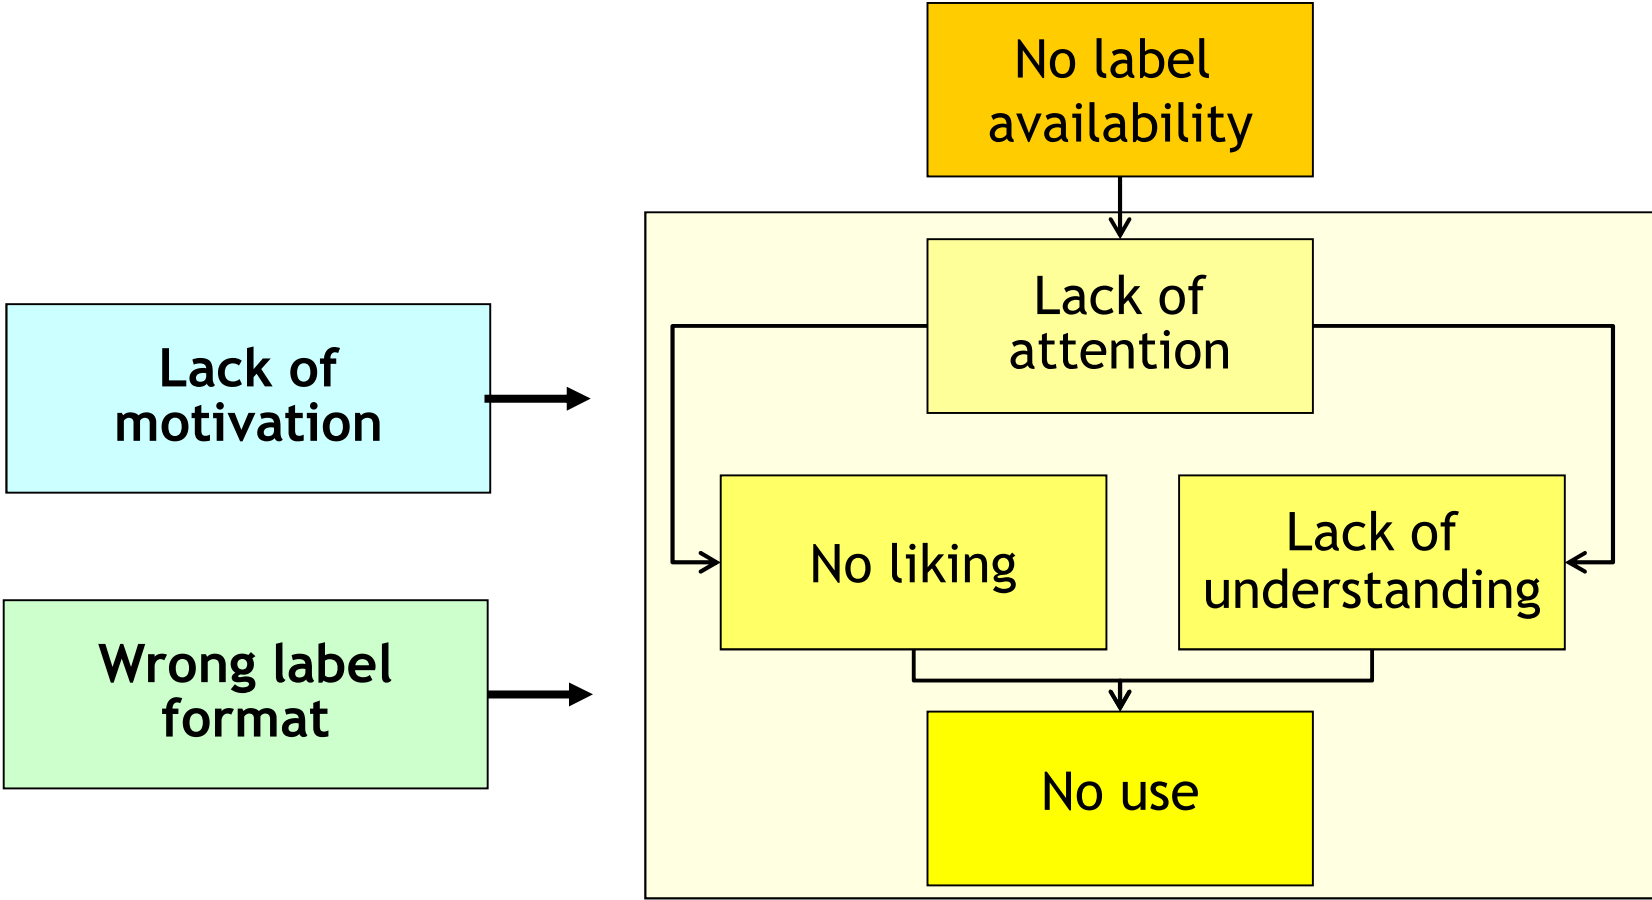 No label
availability
Lack of
attention
Lack of
motivation
No liking
Lack of
understanding
Wrong label
format
No use